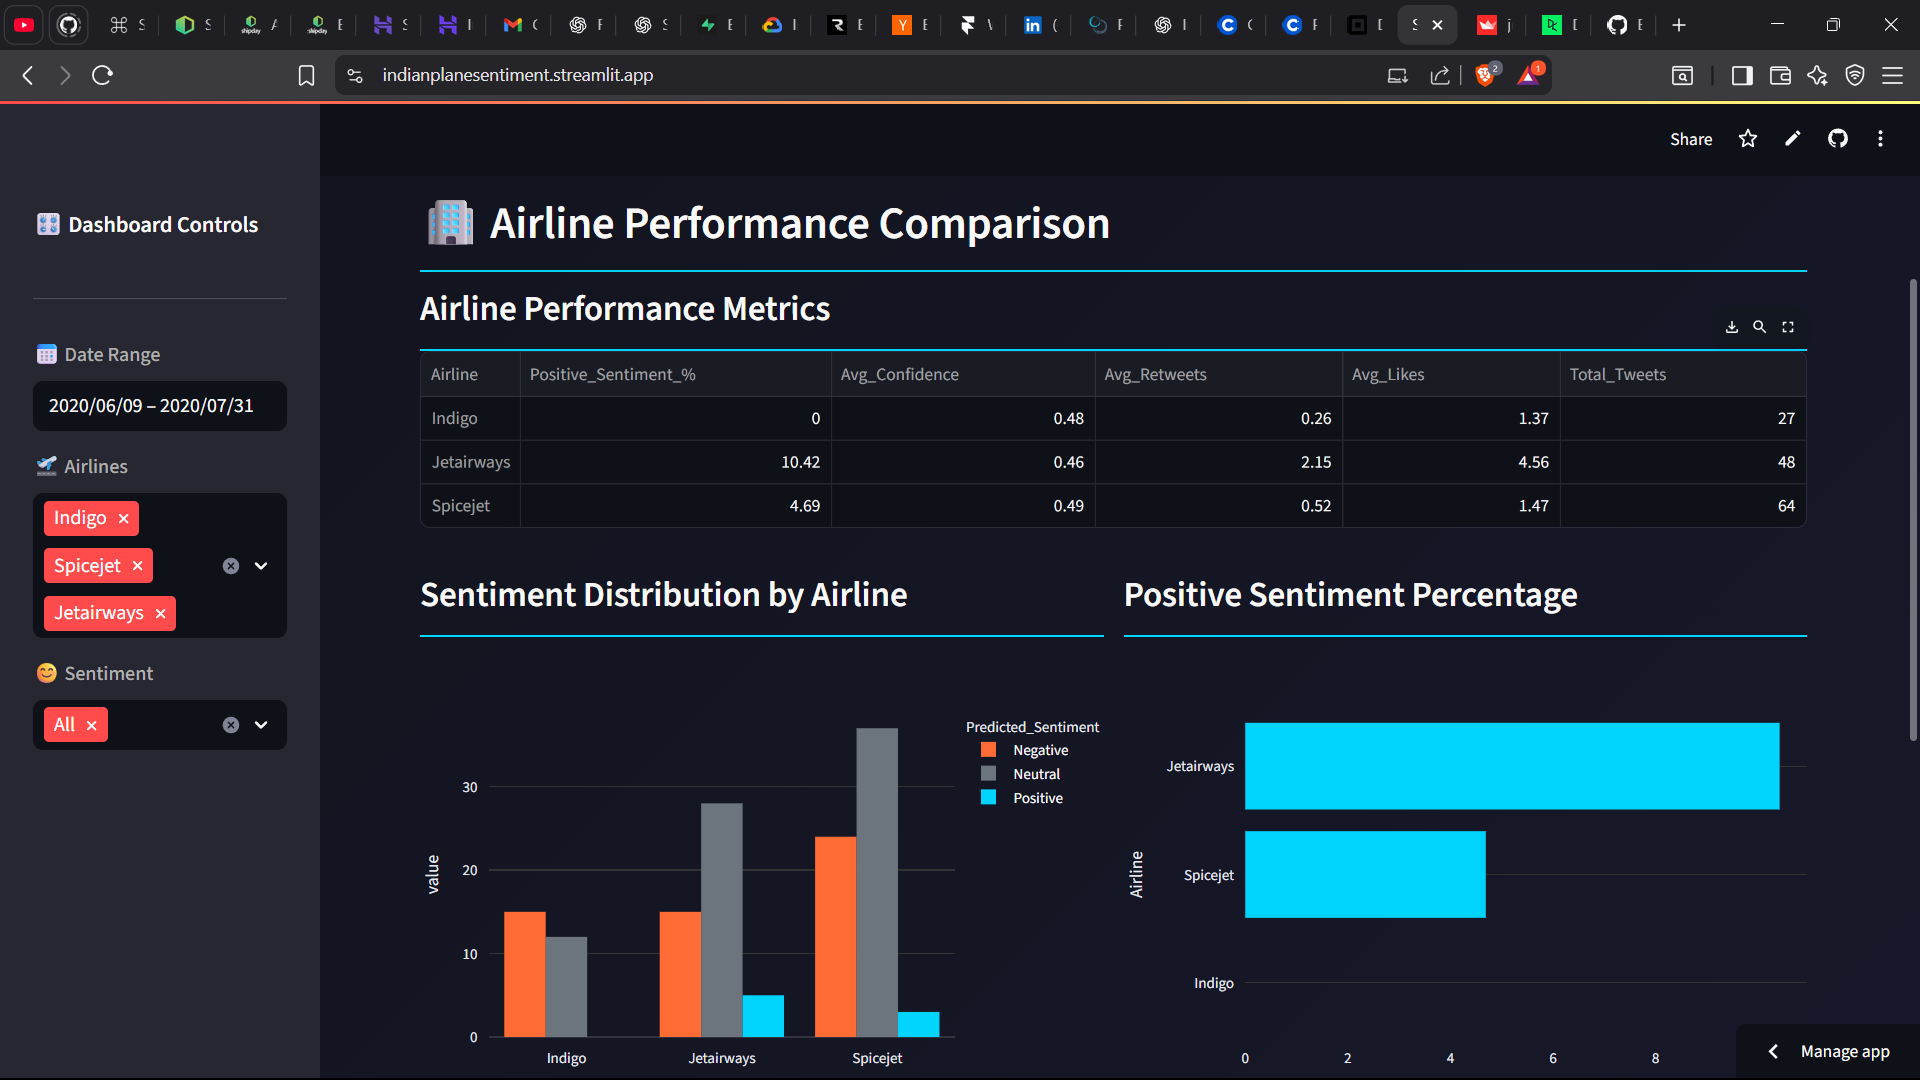 indianplanesentiment.streamlit.app
2
1
Share
Dashboard Controls
Date Range
2020/06/09 – 2020/07/31
Airlines
Indigo
Spicejet
Jetairways
Sentiment
All
Airline Performance Comparison
Airline Performance Metrics
Airline Positive_Sentiment_% Avg_Confidence Avg_Retweets Avg_Likes Total_Tweets
Indigo 0 0.48 0.26 1.37 27
Jetairways 10.42 0.46 2.15 4.56 48
Spicejet 4.69 0.49 0.52 1.47 64
Sentiment Distribution by Airline
Predicted_Sentiment
Negative
Neutral
Positive
value
30
20
10
0
Indigo Jetairways Spicejet
Positive Sentiment Percentage
Airline
Jetairways
Spicejet
Indigo
0 2 4 6 8
Manage app